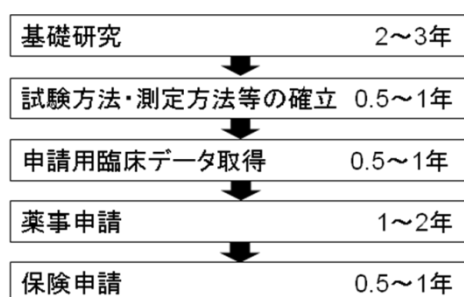 基礎研究 2～3年
試験方法・測定方法等の確立 0.5～1年
申請用臨床データ取得 0.5～1年
薬事申請 1～2年
保険申請 0.5～1年